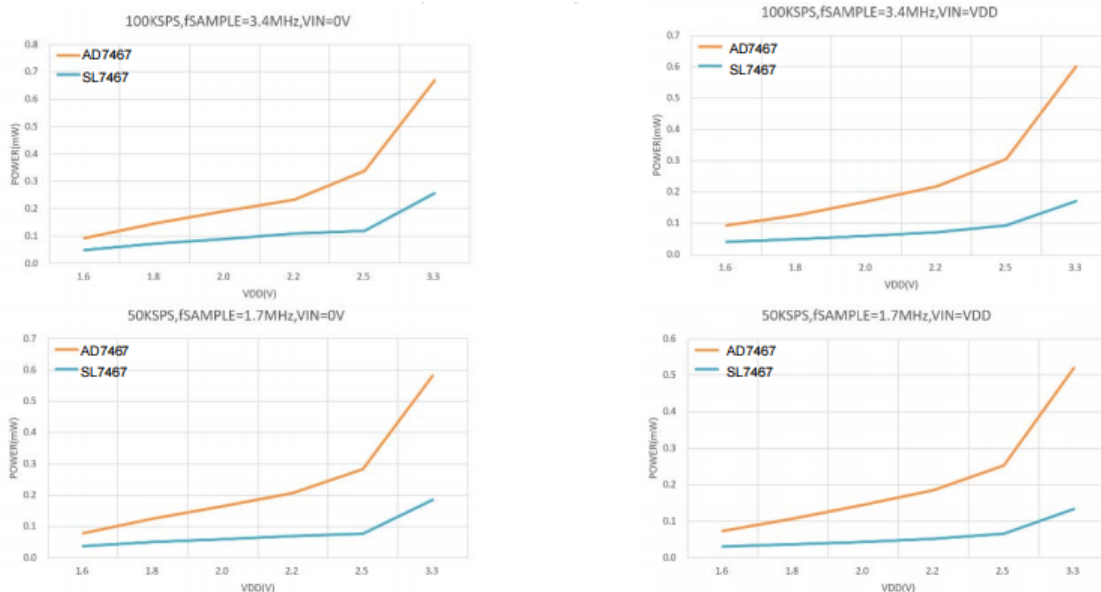 100KSPS,fSAMPLE=3.4MHz,VIN=0V
0.8
0.7
0.6
0.5
0.4
0.3
0.2
0.1
0.0
POWER(mW)
AD7467
SL7467
1.6 1.8 2.0 2.2 2.5 3.3
VDD(V)
100KSPS,fSAMPLE=3.4MHz,VIN=VDD
0.7
0.6
0.5
0.4
0.3
0.2
0.1
0.0
POWER(mW)
AD7467
SL7467
1.6 1.8 2.0 2.2 2.5 3.3
VDD(V)
50KSPS,fSAMPLE=1.7MHz,VIN=0V
0.7
0.6
0.5
0.4
0.3
0.2
0.1
0.0
POWER(mW)
AD7467
SL7467
1.6 1.8 2.0 2.2 2.5 3.3
VDD(V)
50KSPS,fSAMPLE=1.7MHz,VIN=VDD
0.6
0.5
0.4
0.3
0.2
0.1
0.0
POWER(mW)
AD7467
SL7467
1.6 1.8 2.0 2.2 2.5 3.3
VDD(V)